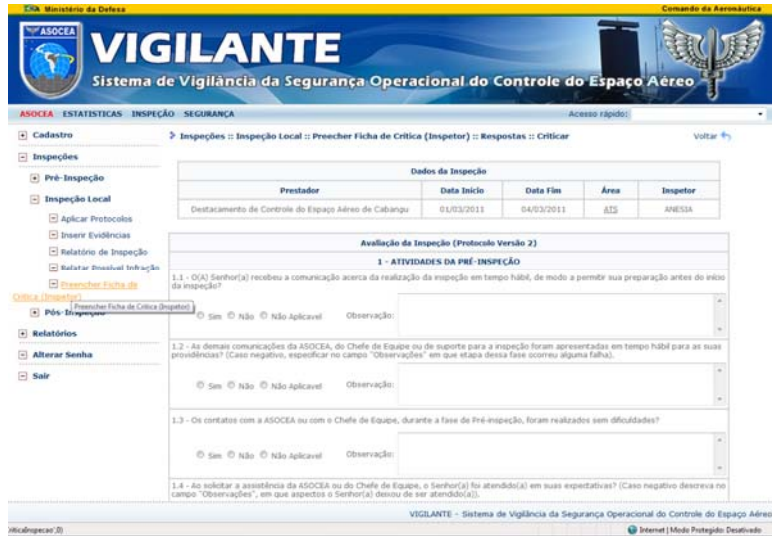 Ministério da Defesa
Comando da Aeronáutica
ASOCEA
VIGILANTE
Sistema de Vigilância da Segurança Operacional do Controle do Espaço Aéreo
ASOCEA ESTATISTICAS INSPEÇÃO SEGURANÇA
Acesso rápido:
Cadastro
Inspeções
Pré-Inspeção
Inspeção Local
Aplicar Protocolos
Inserir Evidências
Relatório de Inspeção
Relatar Possível Infração
Preencher Ficha de
Crítica (Inspetor)
Preencher Ficha de Crítica (Inspetor)
Pós-Inspeção
Relatórios
Alterar Senha
Sair
Inspeções :: Inspeção Local :: Preecher Ficha de Crítica (Inspetor) :: Respostas :: Criticar
Voltar
Dados da Inspeção
Prestador Data Início Data Fim Área Inspetor
Destacamento de Controle do Espaço Aéreo de Cabangu 01/03/2011 04/03/2011 ATS ANESIA
Avaliação da Inspeção (Protocolo Versão 2)
1 - ATIVIDADES DA PRÉ-INSPEÇÃO
1.1 - O(A) Senhor(a) recebeu a comunicação acerca da realização da inspeção em tempo hábil, de modo a permitir sua preparação antes do início
da inspeção?
Sim Não Não Aplicavel Observação:
1.2 - As demais comunicações da ASOCEA, do Chefe de Equipe ou de suporte para a inspeção foram apresentadas em tempo hábil para as suas
providências? (Caso negativo, especificar no campo "Observações" em que etapa dessa fase ocorreu alguma falha).
Sim Não Não Aplicavel Observação:
1.3 - Os contatos com a ASOCEA ou com o Chefe de Equipe, durante a fase de Pré-inspeção, foram realizados sem dificuldades?
Sim Não Não Aplicavel Observação:
1.4 - Ao solicitar a assistência da ASOCEA ou do Chefe de Equipe, o Senhor(a) foi atendido(a) em suas expectativas? (Caso negativo descreva no
campo "Observações", em que aspectos o Senhor(a) deixou de ser atendido(a)).
VIGILANTE - Sistema de Vigilância da Segurança Operacional do Controle do Espaço Aéreo
Internet | Modo Protegido: Desativado